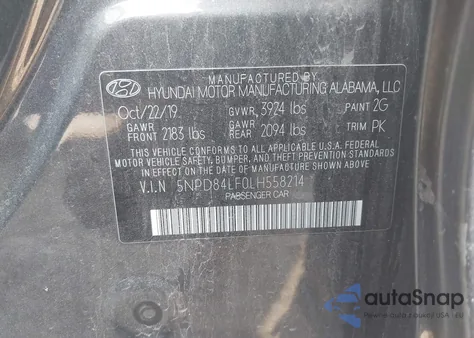 MANUFACTURED BY
HYUNDAI MOTOR MANUFACTURING ALABAMA, LLC
Oct/22/19 GVWR 3924 lbs PAINT 2G
GAWR FRONT 2183 lbs GAWR REAR 2094 lbs TRIM PK
THIS VEHICLE CONFORMS TO ALL APPLICABLE U.S.A. FEDERAL
MOTOR VEHICLE SAFETY, BUMPER, AND THEFT PREVENTION
STANDARDS IN EFFECT ON THE DATE OF MANUFACTURE SHOWN ABOVE
V.I.N 5NPD84LF0LH558214
PASSENGER CAR
autoSnap